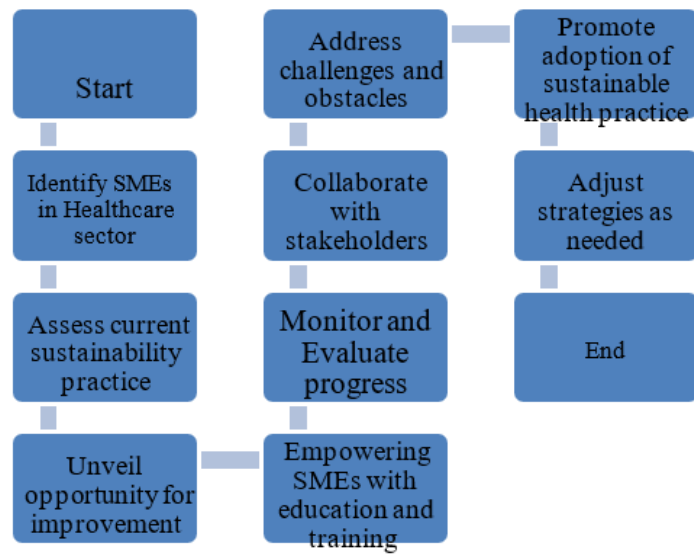 Start
Identify SMEs
in Healthcare
sector
Assess current
sustainability
practice
Unveil
opportunity for
improvement
Empowering
SMEs with
education and
training
Monitor and
Evaluate
progress
Collaborate
with
stakeholders
Address
challenges and
obstacles
Promote
adoption of
sustainable
health practice
Adjust
strategies as
needed
End